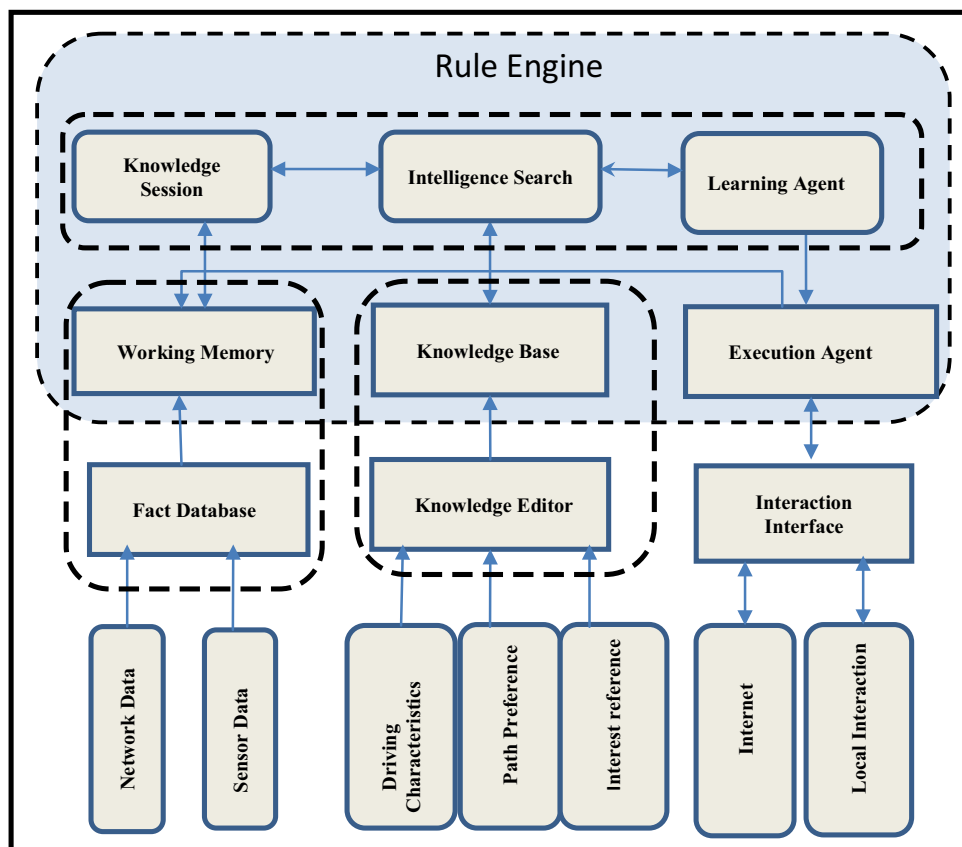 Rule Engine
Knowledge
Session
Intelligence Search
Learning Agent
Working Memory
Knowledge Base
Execution Agent
Fact Database
Knowledge Editor
Interaction
Interface
Network Data
Sensor Data
Driving
Characteristics
Path Preference
Interest reference
Internet
Local Interaction